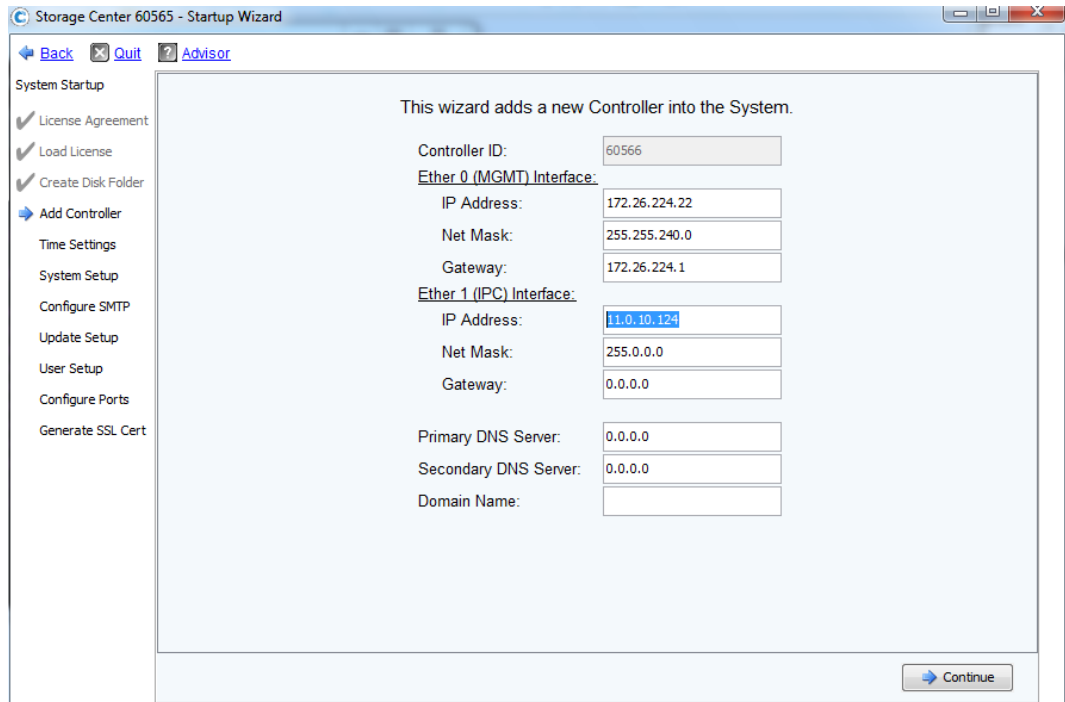 Storage Center 60565 - Startup Wizard
Back Quit Advisor
System Startup
License Agreement
Load License
Create Disk Folder
Add Controller
Time Settings
System Setup
Configure SMTP
Update Setup
User Setup
Configure Ports
Generate SSL Cert
This wizard adds a new Controller into the System.
Controller ID: 60566
Ether 0 (MGMT) Interface:
IP Address: 172.26.224.22
Net Mask: 255.255.240.0
Gateway: 172.26.224.1
Ether 1 (IPC) Interface:
IP Address: 11.0.10.124
Net Mask: 255.0.0.0
Gateway: 0.0.0.0
Primary DNS Server: 0.0.0.0
Secondary DNS Server: 0.0.0.0
Domain Name:
Continue